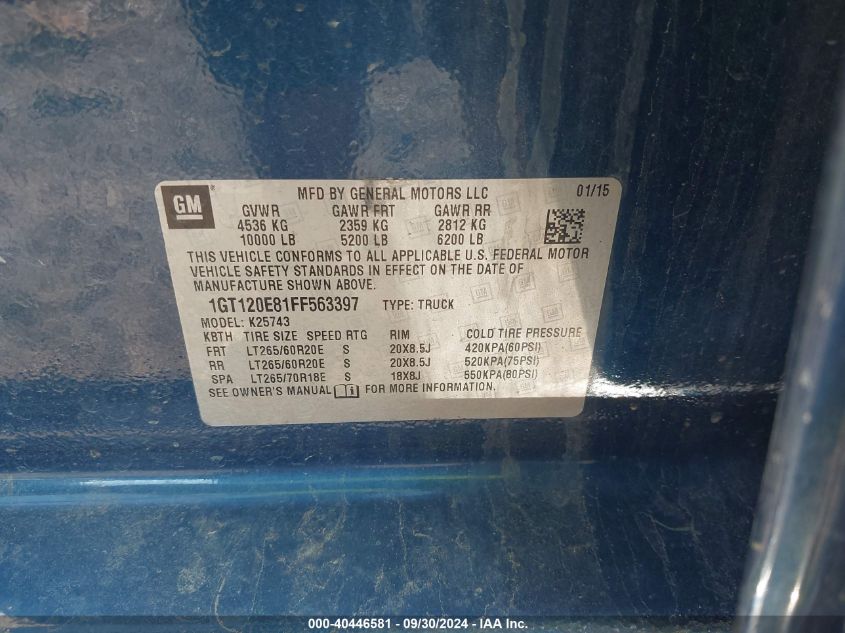 GM ® MFD BY GENERAL MOTORS LLC 01/15
GVWR GAWR FRT GAWR RR
4536 KG 2359 KG 2812 KG
10000 LB 5200 LB 6200 LB
THIS VEHICLE CONFORMS TO ALL APPLICABLE U.S. FEDERAL MOTOR
VEHICLE SAFETY STANDARDS IN EFFECT ON THE DATE OF
MANUFACTURE SHOWN ABOVE.
1GT120E81FF563397 TYPE: TRUCK
MODEL: K25743
KBTH TIRE SIZE SPEED RTG RIM COLD TIRE PRESSURE
FRT LT265/60R20E S 20X8.5J 420KPA(60PSI)
RR LT265/60R20E S 20X8.5J 520KPA(75PSI)
SPA LT265/70R18E S 18X8J 550KPA(80PSI)
SEE OWNER'S MANUAL FOR MORE INFORMATION.
000-40446581 / 09/30/2024 - IAA Inc.